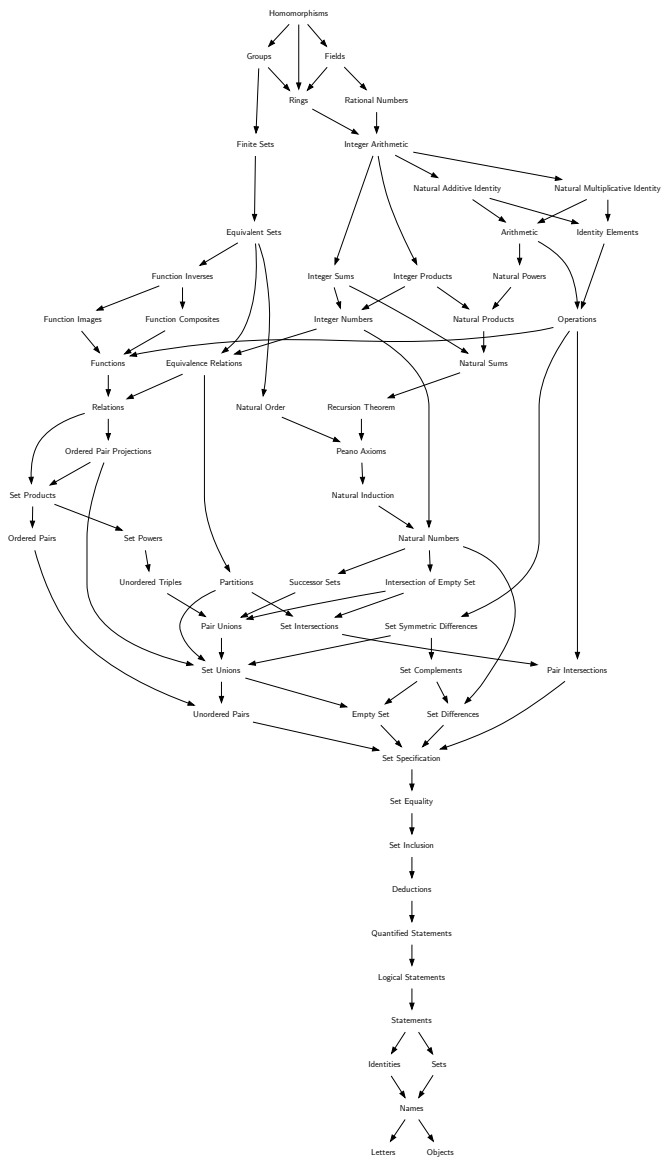 Homomorphisms
Groups
Fields
Rings
Rational Numbers
Finite Sets
Integer Arithmetic
Natural Additive Identity
Natural Multiplicative Identity
Equivalent Sets
Arithmetic
Identity Elements
Function Inverses
Integer Sums
Integer Products
Natural Powers
Function Images
Function Composites
Integer Numbers
Natural Products
Operations
Functions
Equivalence Relations
Natural Sums
Relations
Natural Order
Recursion Theorem
Ordered Pair Projections
Peano Axioms
Set Products
Natural Induction
Ordered Pairs
Set Powers
Natural Numbers
Unordered Triples
Partitions
Successor Sets
Intersection of Empty Set
Pair Unions
Set Intersections
Set Symmetric Differences
Set Unions
Set Complements
Pair Intersections
Unordered Pairs
Empty Set
Set Differences
Set Specification
Set Equality
Set Inclusion
Deductions
Quantified Statements
Logical Statements
Statements
Identities
Sets
Names
Letters
Objects